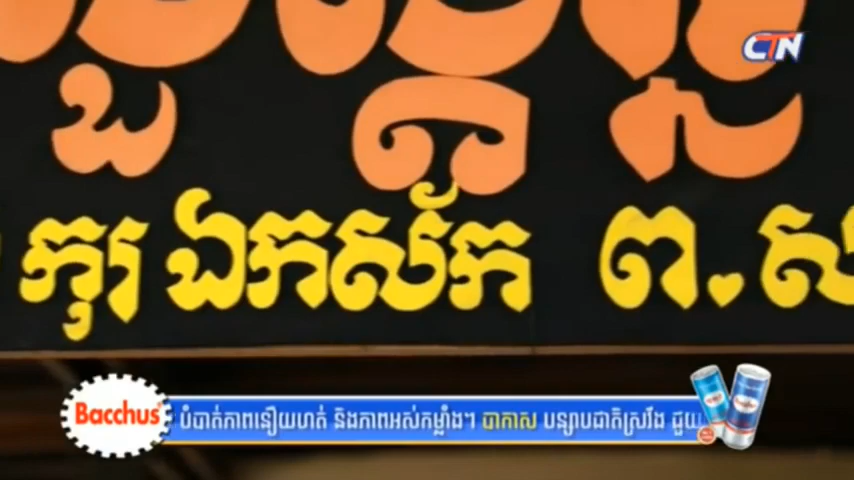 CTN
កុរ ឯកស័ក ព.ស
Bacchus
បំបាត់ភាពនឿយហត់ និងភាពអស់កម្លាំង។ បាកាស បន្សាបជាតិស្រវឹង ជួយ